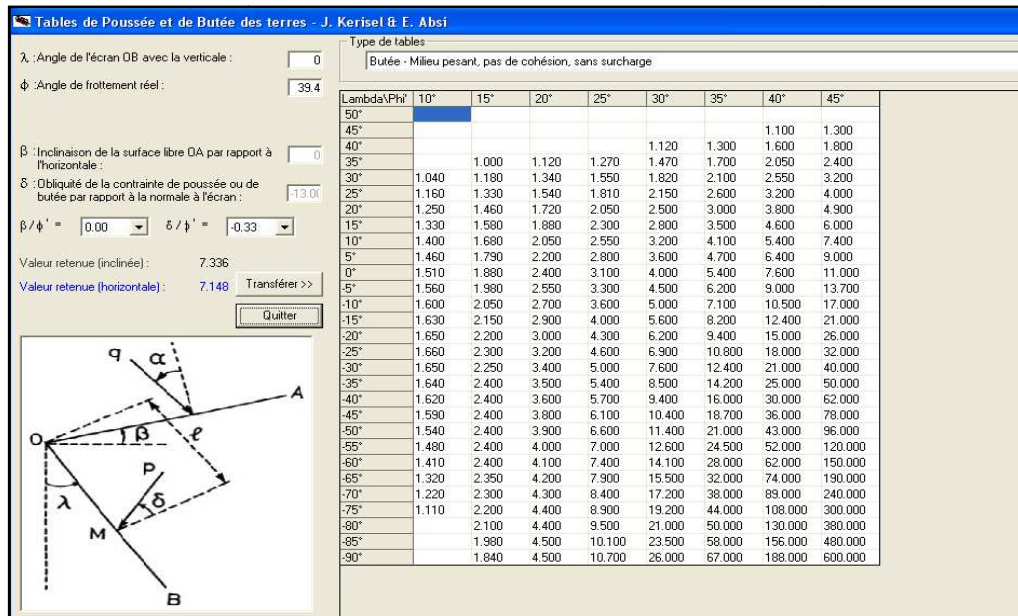 Tables de Poussée et de Butée des terres - J. Kerisel & E. Absi
λ :Angle de l'écran OB avec la verticale : 0
ϕ :Angle de frottement réel : 39.4
β :Inclinaison de la surface libre OA par rapport à
l'horizontale : 0
δ :Obliquité de la contrainte de poussée ou de
butée par rapport à la normale à l'écran : -13.00
β/ϕ' = 0.00 δ/ϕ' = -0.33
Valeur retenue (inclinée) : 7.336
Valeur retenue (horizontale) : 7.148 Transférer >>
Quitter
q α A
O β ℓ
P
λ δ
M
B
Type de tables
Butée - Milieu pesant, pas de cohésion, sans surcharge
Lambda\Phi' 10° 15° 20° 25° 30° 35° 40° 45°
50°
45° 1.100 1.300
40° 1.120 1.300 1.600 1.800
35° 1.000 1.120 1.270 1.470 1.700 2.050 2.400
30° 1.040 1.180 1.340 1.550 1.820 2.100 2.550 3.200
25° 1.160 1.330 1.540 1.810 2.150 2.600 3.200 4.000
20° 1.250 1.460 1.720 2.050 2.500 3.000 3.800 4.900
15° 1.330 1.580 1.880 2.300 2.800 3.500 4.600 6.000
10° 1.400 1.680 2.050 2.550 3.200 4.100 5.400 7.400
5° 1.460 1.790 2.200 2.800 3.600 4.700 6.400 9.000
0° 1.510 1.880 2.400 3.100 4.000 5.400 7.600 11.000
-5° 1.560 1.980 2.550 3.300 4.500 6.200 9.000 13.700
-10° 1.600 2.050 2.700 3.600 5.000 7.100 10.500 17.000
-15° 1.630 2.150 2.900 4.000 5.600 8.200 12.400 21.000
-20° 1.650 2.200 3.000 4.300 6.200 9.400 15.000 26.000
-25° 1.660 2.300 3.200 4.600 6.900 10.800 18.000 32.000
-30° 1.650 2.250 3.400 5.000 7.600 12.400 21.000 40.000
-35° 1.640 2.400 3.500 5.400 8.500 14.200 25.000 50.000
-40° 1.620 2.400 3.600 5.700 9.400 16.000 30.000 62.000
-45° 1.590 2.400 3.800 6.100 10.400 18.700 36.000 78.000
-50° 1.540 2.400 3.900 6.600 11.400 21.000 43.000 96.000
-55° 1.480 2.400 4.000 7.000 12.600 24.500 52.000 120.000
-60° 1.410 2.400 4.100 7.400 14.100 28.000 62.000 150.000
-65° 1.320 2.350 4.200 7.900 15.500 32.000 74.000 190.000
-70° 1.220 2.300 4.300 8.400 17.200 38.000 89.000 240.000
-75° 1.110 2.200 4.400 8.900 19.200 44.000 108.000 300.000
-80° 2.100 4.400 9.500 21.000 50.000 130.000 380.000
-85° 1.980 4.500 10.100 23.500 58.000 156.000 480.000
-90° 1.840 4.500 10.700 26.000 67.000 188.000 600.000